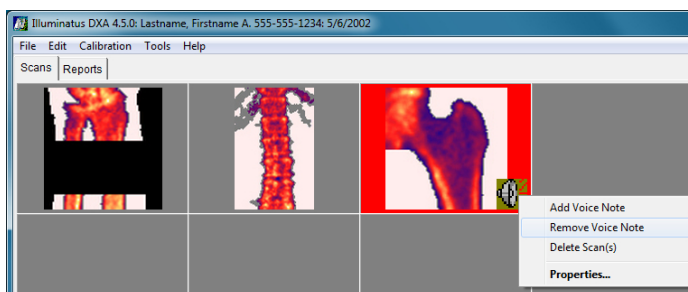 Illuminatus DXA 4.5.0: Lastname, Firstname A. 555-555-1234: 5/6/2002
File Edit Calibration Tools Help
Scans Reports
Add Voice Note
Remove Voice Note
Delete Scan(s)
Properties...